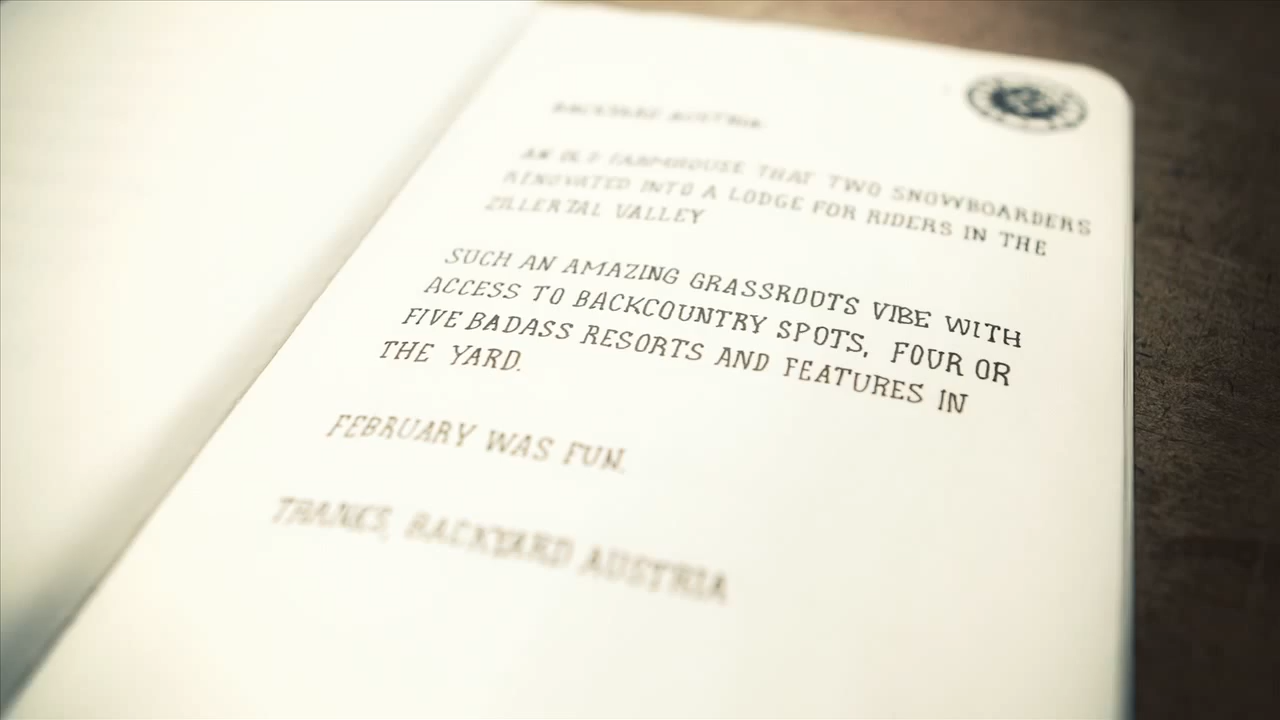 BACKYARD AUSTRIA
AN OLD FARMHOUSE THAT TWO SNOWBOARDERS
RENOVATED INTO A LODGE FOR RIDERS IN THE
ZILLERTAL VALLEY
SUCH AN AMAZING GRASSROOTS VIBE WITH
ACCESS TO BACKCOUNTRY SPOTS, FOUR OR
FIVE BADASS RESORTS AND FEATURES IN
THE YARD.
FEBRUARY WAS FUN.
THANKS, BACKYARD AUSTRIA